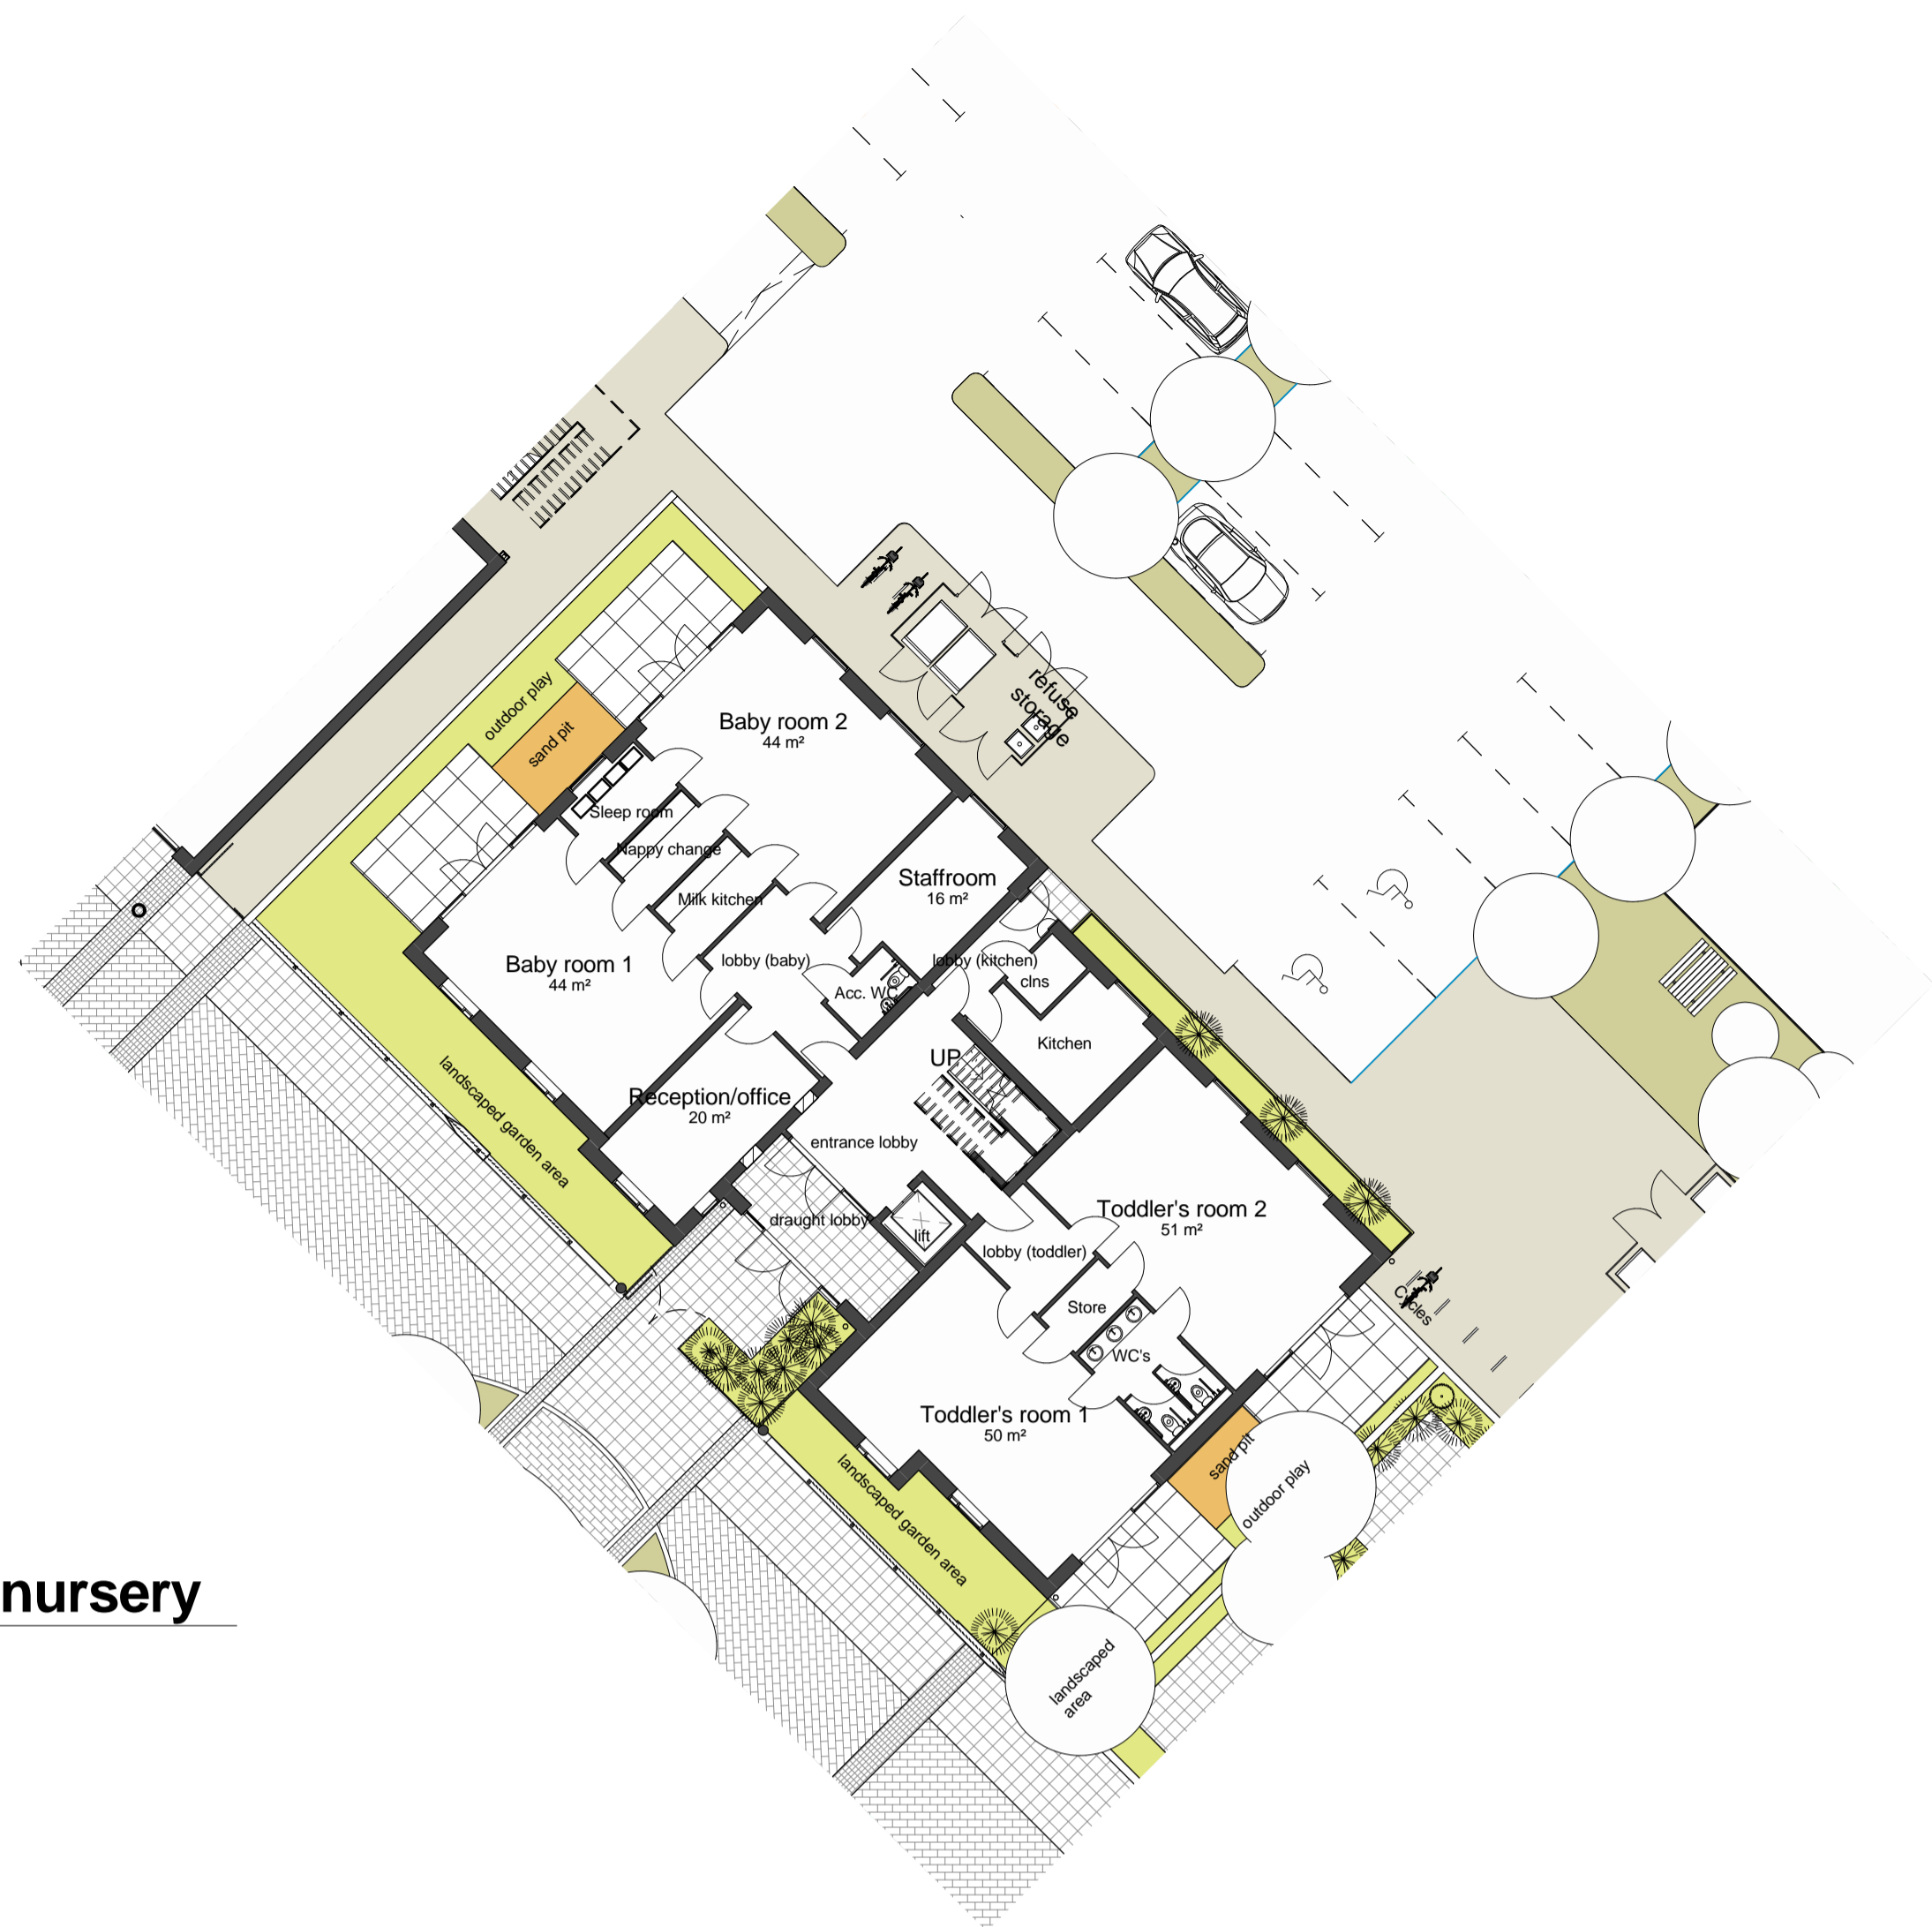 outdoor play
sand pit
Baby room 2
44 m²
refuse
storage
Sleep room
Nappy change
Milk kitchen
Staffroom
16 m²
Baby room 1
44 m²
lobby (baby)
Acc. WC
lobby (kitchen)
clns
Kitchen
UP
landscaped garden area
Reception/office
20 m²
entrance lobby
draught lobby
lift
Toddler's room 2
51 m²
lobby (toddler)
Store
WC's
Cycles
Toddler's room 1
50 m²
sand pit
outdoor play
landscaped garden area
landscaped
area
nursery